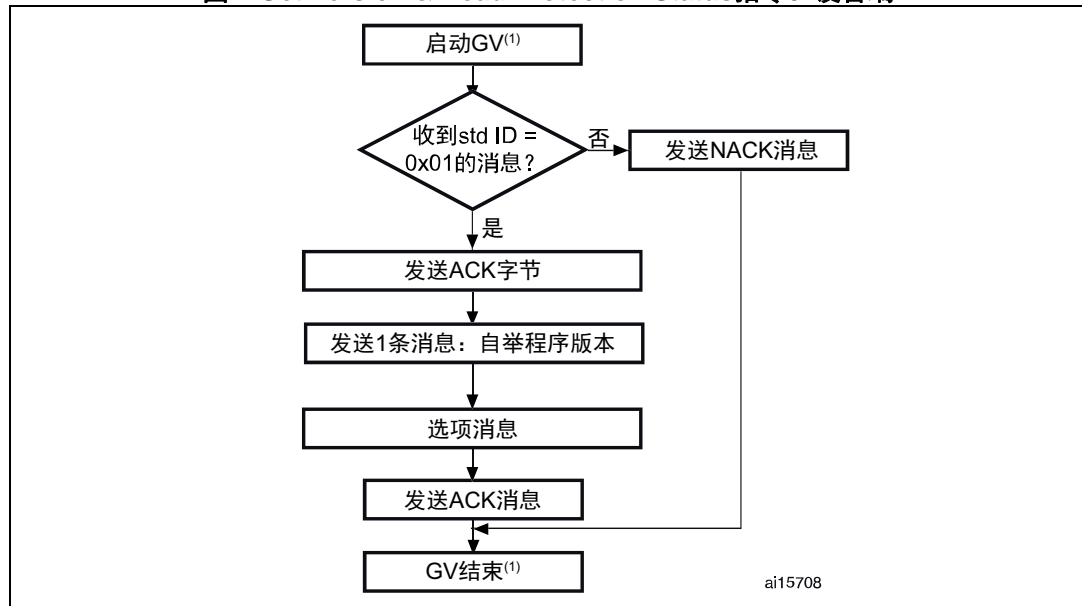 启动GV(1)
收到std ID =
0x01的消息?
否
发送NACK消息
是
发送ACK字节
发送1条消息：自举程序版本
选项消息
发送ACK消息
GV结束(1)
ai15708